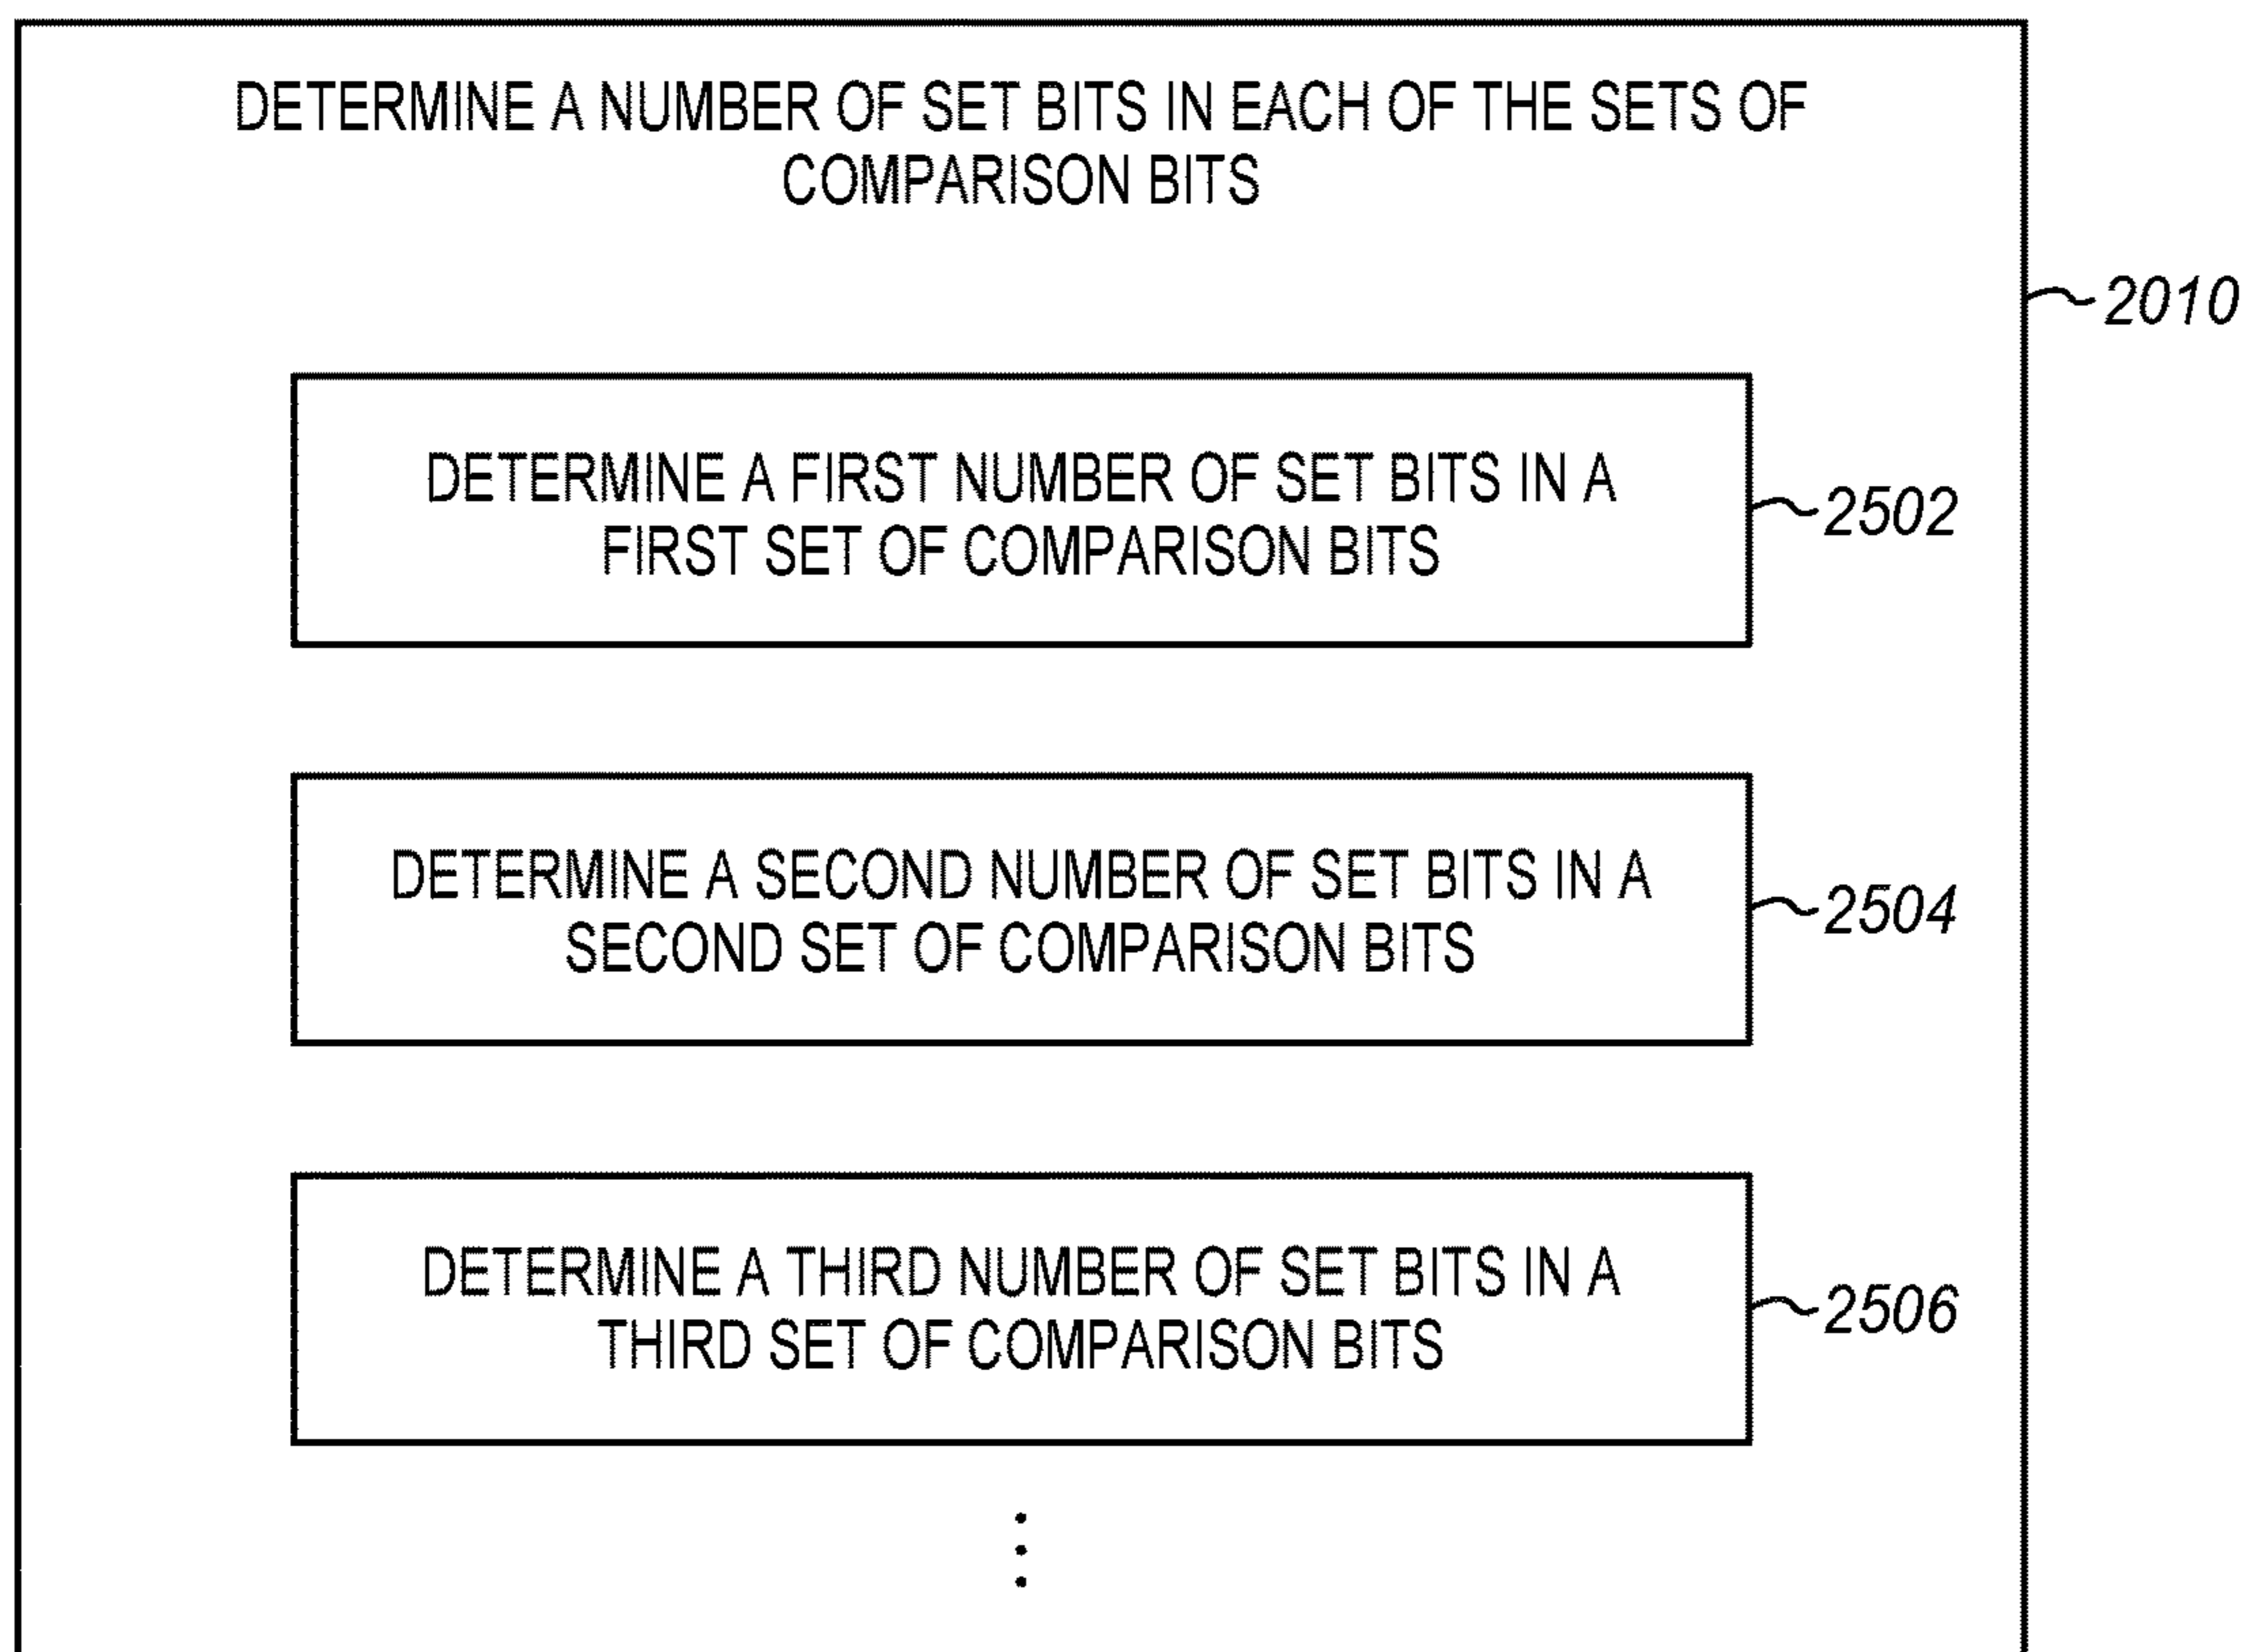 DETERMINE A NUMBER OF SET BITS IN EACH OF THE SETS OF
COMPARISON BITS
2010
DETERMINE A FIRST NUMBER OF SET BITS IN A
FIRST SET OF COMPARISON BITS
2502
DETERMINE A SECOND NUMBER OF SET BITS IN A
SECOND SET OF COMPARISON BITS
2504
DETERMINE A THIRD NUMBER OF SET BITS IN A
THIRD SET OF COMPARISON BITS
2506